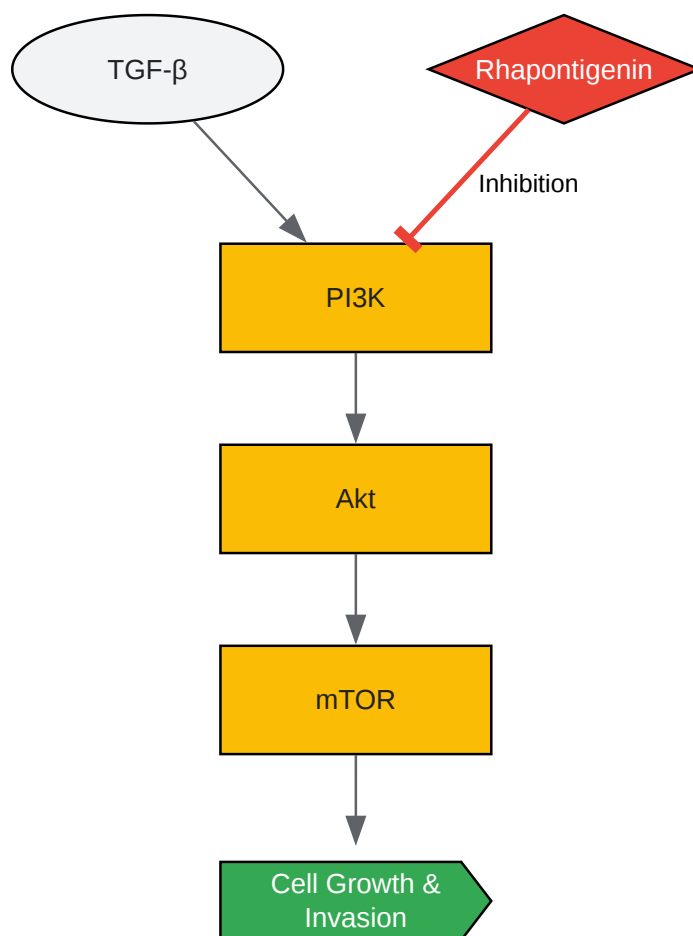 TGF-β
Rhapontigenin
Inhibition
PI3K
Akt
mTOR
Cell Growth &
Invasion